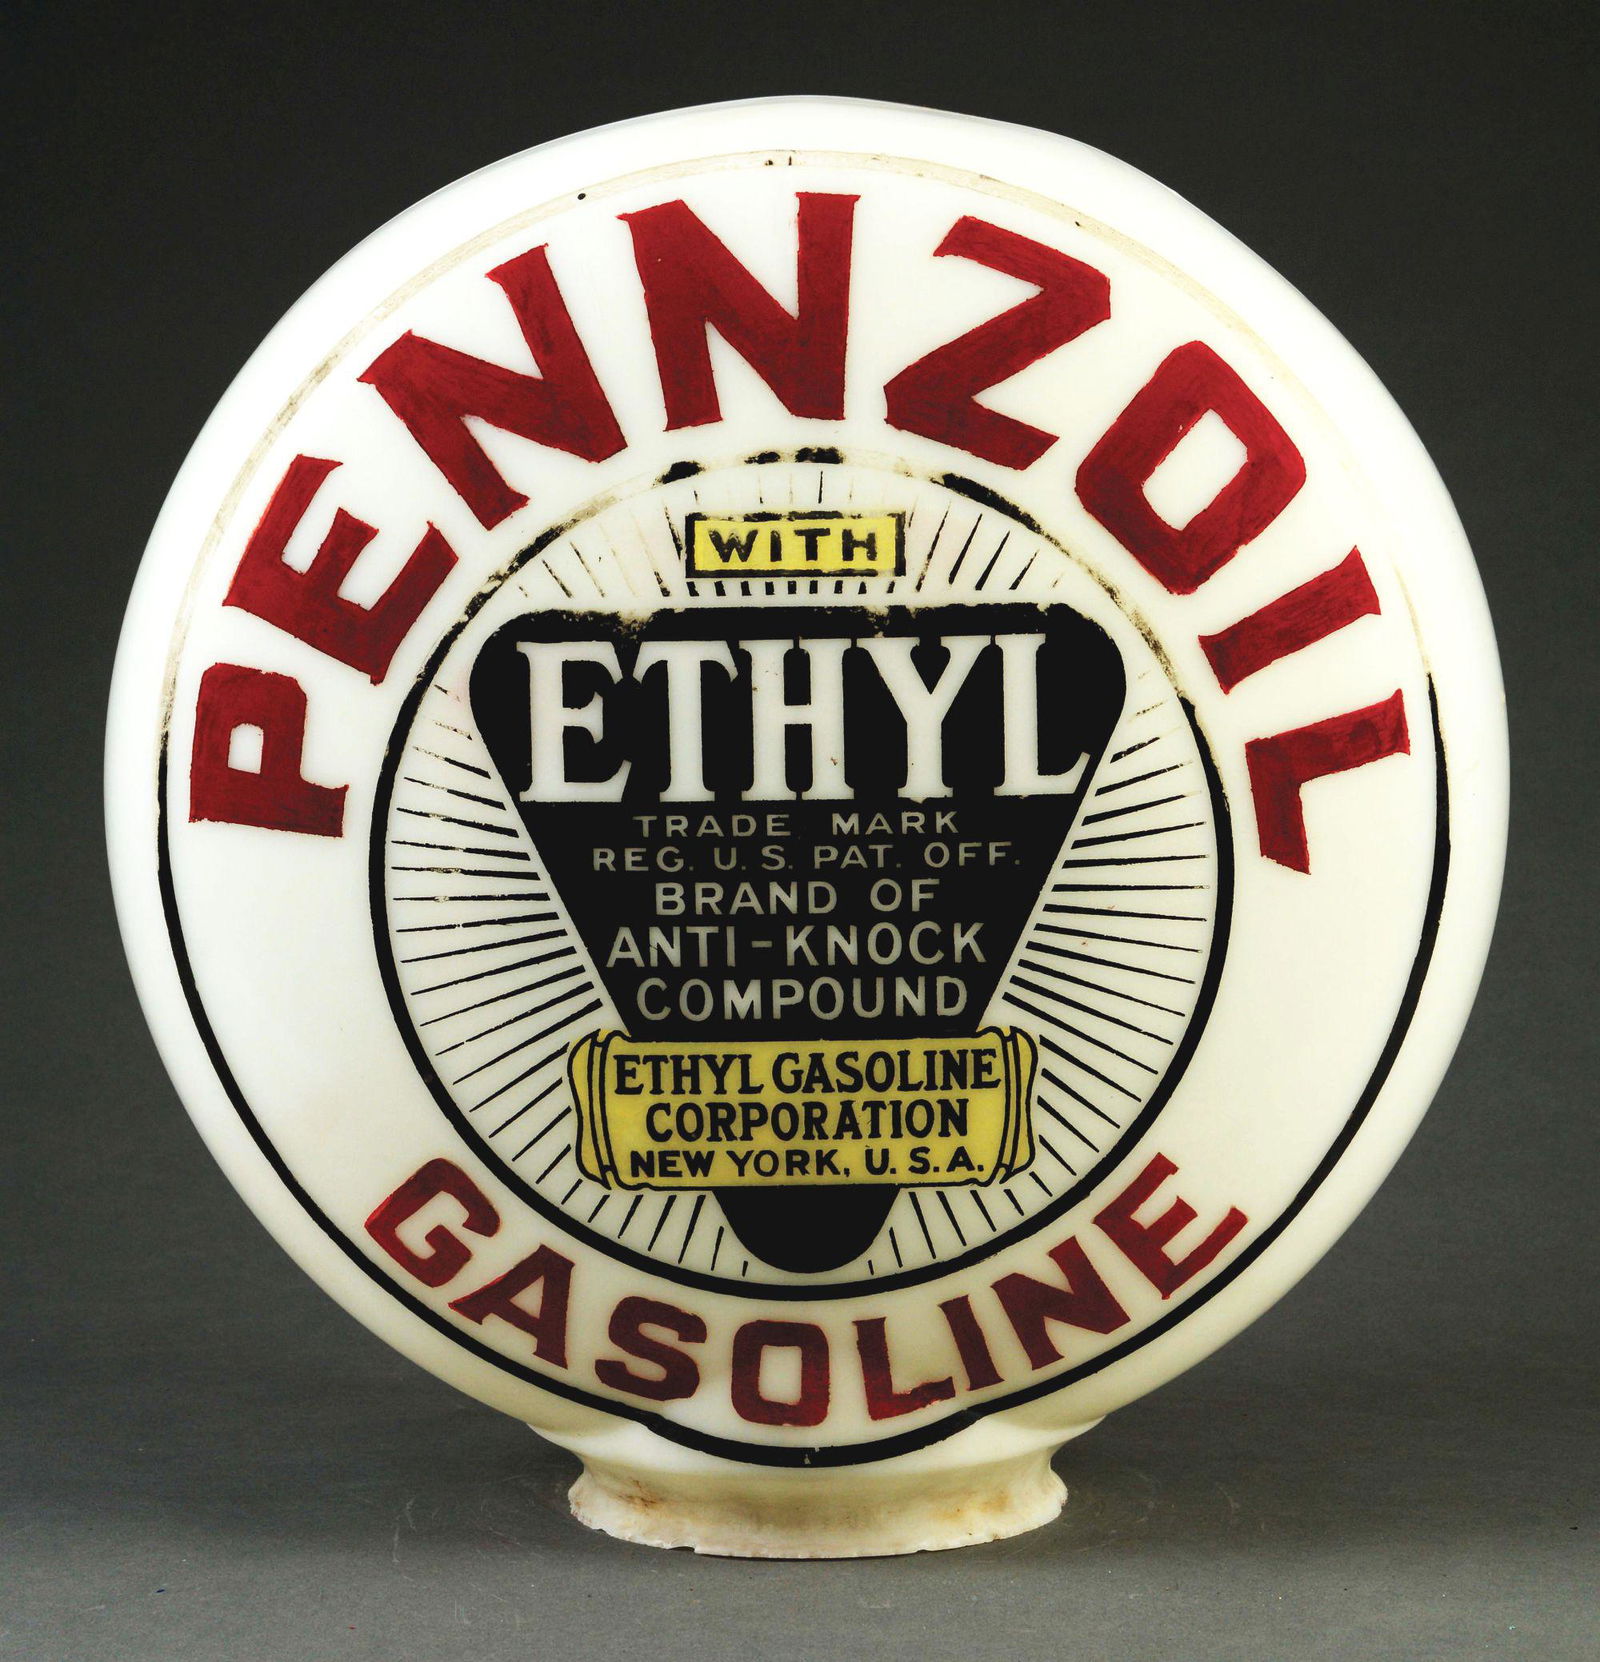 PENNZOIL
WITH
ETHYL
TRADE MARK
REG. U.S. PAT. OFF.
BRAND OF
ANTI-KNOCK
COMPOUND
ETHYL GASOLINE
CORPORATION
NEW YORK, U.S.A.
GASOLINE